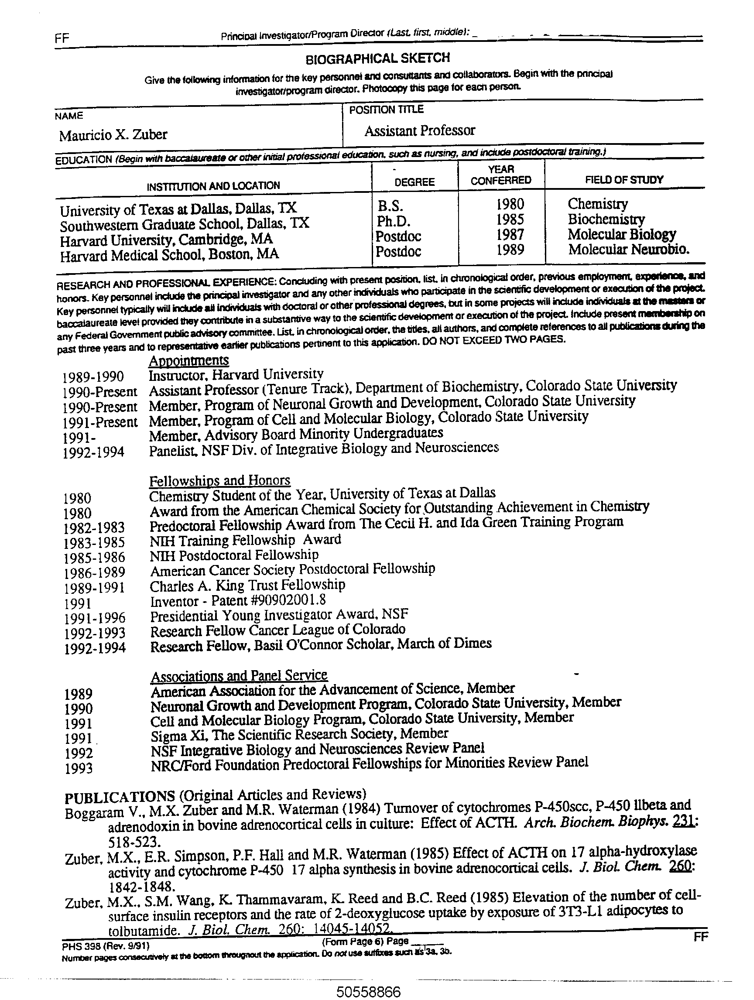 FF
Principal Investigator/Program Director (Last, first, middle):
BIOGRAPHICAL SKETCH
Give the following information for the key personnel and consultants and collaborators. Begin with the principal
investigator/program director. Photocopy this page for each person.
NAME
POSITION TITLE
Mauricio X. Zuber
Assistant Professor
EDUCATION (Begin with baccalaureate or other initial professional education, such as nursing, and include postdoctoral training.)
INSTITUTION AND LOCATION DEGREE YEAR CONFERRED FIELD OF STUDY
University of Texas at Dallas, Dallas, TX B.S. 1980 Chemistry
Southwestern Graduate School, Dallas, TX Ph.D. 1985 Biochemistry
Harvard University, Cambridge, MA Postdoc 1987 Molecular Biology
Harvard Medical School, Boston, MA Postdoc 1989 Molecular Neurobio.
RESEARCH AND PROFESSIONAL EXPERIENCE: Concluding with present position, list, in chronological order, previous employment, experience, and
honors. Key personnel include the principal investigator and any other individuals who participate in the scientific development or execution of the project.
Key personnel typically will include all individuals with doctoral or other professional degrees, but in some projects will include individuals at the masters or
baccalaureate level provided they contribute in a substantive way to the scientific development or execution of the project. Include present membership on
any Federal Government public advisory committee. List, in chronological order, the titles, all authors, and complete references to all publications during the
past three years and to representative earlier publications pertinent to this application. DO NOT EXCEED TWO PAGES.
Appointments
1989-1990 Instructor, Harvard University
1990-Present Assistant Professor (Tenure Track), Department of Biochemistry, Colorado State University
1990-Present Member, Program of Neuronal Growth and Development, Colorado State University
1991-Present Member, Program of Cell and Molecular Biology, Colorado State University
1991- Member, Advisory Board Minority Undergraduates
1992-1994 Panelist, NSF Div. of Integrative Biology and Neurosciences
Fellowships and Honors
1980 Chemistry Student of the Year, University of Texas at Dallas
1980 Award from the American Chemical Society for Outstanding Achievement in Chemistry
1982-1983 Predoctoral Fellowship Award from The Cecil H. and Ida Green Training Program
1983-1985 NIH Training Fellowship Award
1985-1986 NIH Postdoctoral Fellowship
1986-1989 American Cancer Society Postdoctoral Fellowship
1989-1991 Charles A. King Trust Fellowship
1991 Inventor - Patent #90902001.8
1991-1996 Presidential Young Investigator Award, NSF
1992-1993 Research Fellow Cancer League of Colorado
1992-1994 Research Fellow, Basil O'Connor Scholar, March of Dimes
Associations and Panel Service
1989 American Association for the Advancement of Science, Member
1990 Neuronal Growth and Development Program, Colorado State University, Member
1991 Cell and Molecular Biology Program, Colorado State University, Member
1991 Sigma Xi, The Scientific Research Society, Member
1992 NSF Integrative Biology and Neurosciences Review Panel
1993 NRC/Ford Foundation Predoctoral Fellowships for Minorities Review Panel
PUBLICATIONS (Original Articles and Reviews)
Boggaram V., M.X. Zuber and M.R. Waterman (1984) Turnover of cytochromes P-450scc, P-450 llbeta and
adrenodoxin in bovine adrenocortical cells in culture: Effect of ACTH. Arch. Biochem. Biophys. 231:
518-523.
Zuber, M.X., E.R. Simpson, P.F. Hall and M.R. Waterman (1985) Effect of ACTH on 17 alpha-hydroxylase
activity and cytochrome P-450 17 alpha synthesis in bovine adrenocortical cells. J. Biol. Chem. 260:
1842-1848.
Zuber, M.X., S.M. Wang, K. Thammavaram, K. Reed and B.C. Reed (1985) Elevation of the number of cell-
surface insulin receptors and the rate of 2-deoxyglucose uptake by exposure of 3T3-L1 adipocytes to
tolbutamide. J. Biol. Chem. 260: 14045-14052.
PHS 398 (Rev. 9/91) (Form Page 6) Page FF
Number pages consecutively at the bottom throughout the application. Do not use suffixes such as 3a, 3b.
50558866